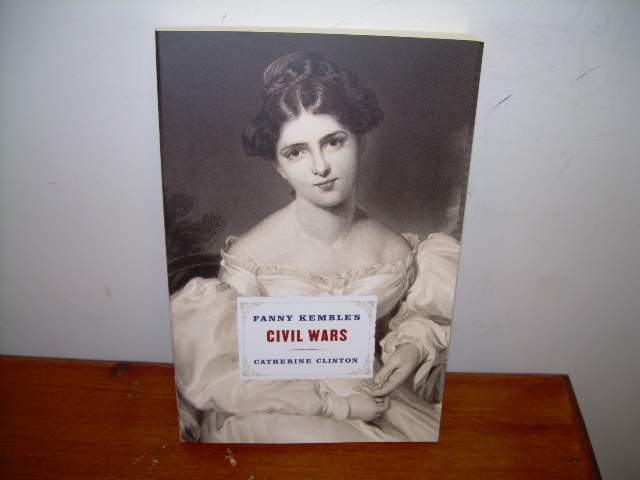 FANNY KEMBLE'S
CIVIL WARS
CATHERINE CLINTON